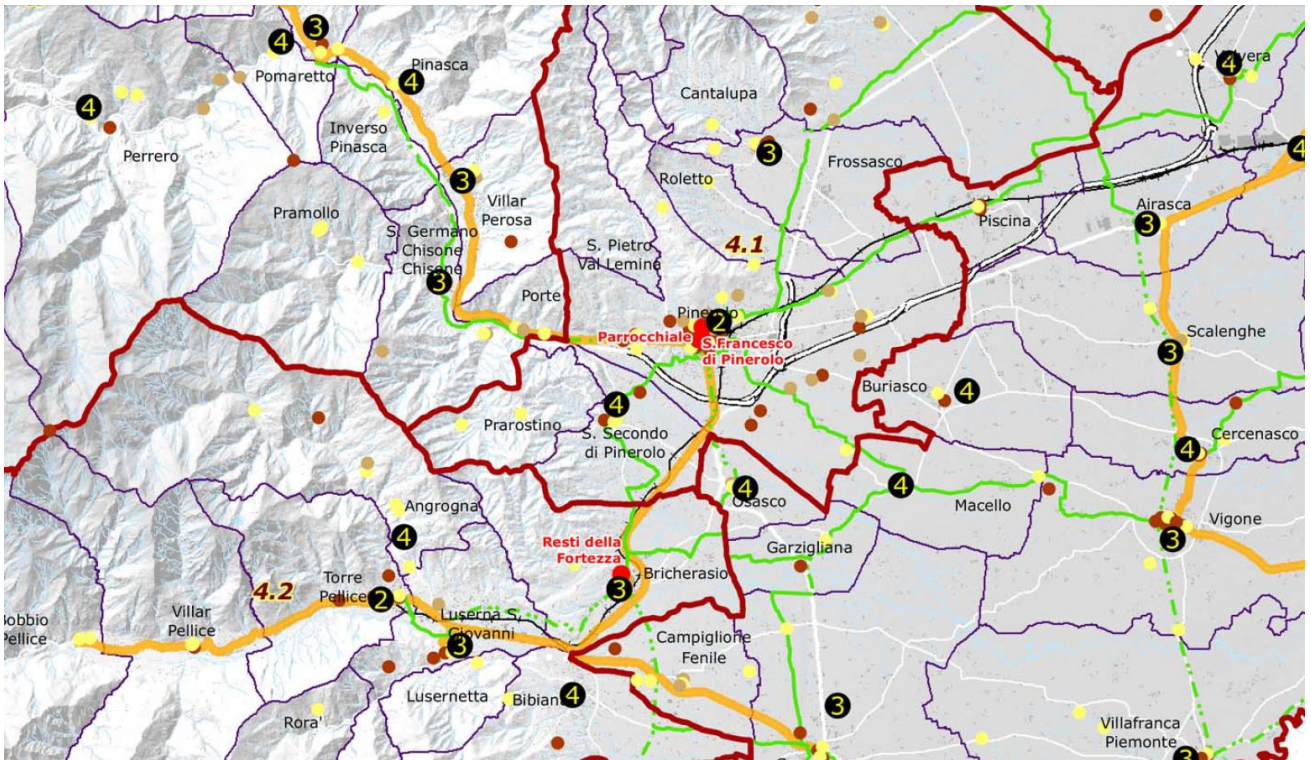 3
4
Pomaretto
4
Pinasca
4
Perrero
Inverso
Pinasca
Cantalupa
3
Frossasco
4
4
Roletto
Pramollo
3
Villar
Perosa
S. Germano
Chisone
Chisone
3
S. Pietro
Val Lemina
4.1
Piscina
Airasca
3
Porte
2
Parrocchiale
S.Francesco
di Pinerolo
Scalenghe
3
Buriasco
4
Prarostino
4
S. Secondo
di Pinerolo
Cercenasco
4
Angrogna
4
4
Osasco
4
Macello
Vigone
3
Resti della
Fortezza
Garzigliana
Bricherasio
3
4.2
Torre
Pellice
2
Villar
Pellice
Bobbio
Pellice
Luserna S.
Giovanni
3
Campiglione
Fenile
Lusernetta
Bibiana
4
3
Rora'
Villafranca
Piemonte
3